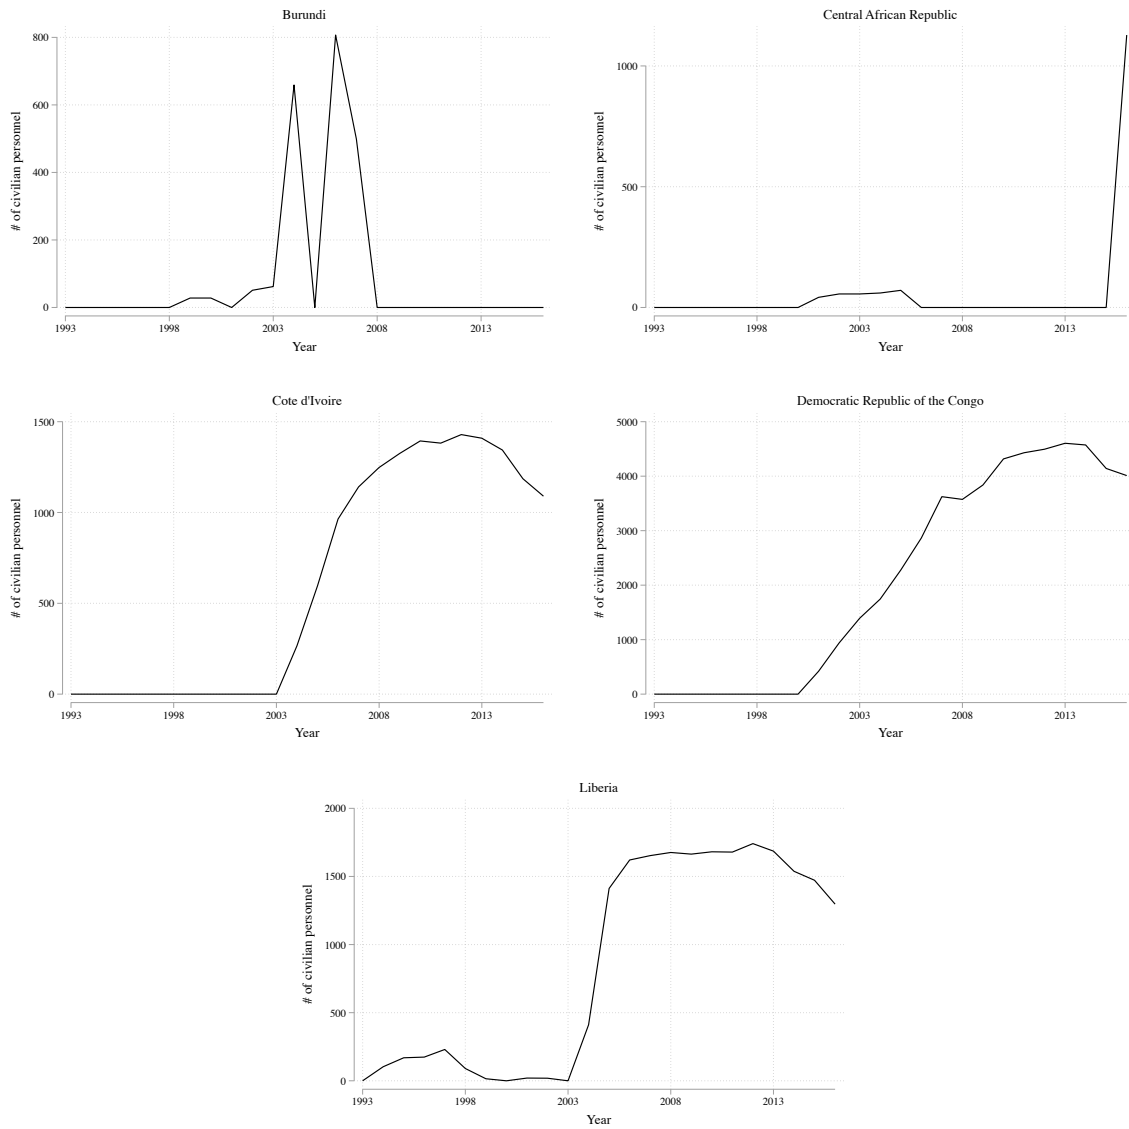 Burundi
# of civilian personnel
800
600
400
200
0
1993 1998 2003 2008 2013
Year
Central African Republic
# of civilian personnel
1000
500
0
1993 1998 2003 2008 2013
Year
Cote d'Ivoire
# of civilian personnel
1500
1000
500
0
1993 1998 2003 2008 2013
Year
Democratic Republic of the Congo
# of civilian personnel
5000
4000
3000
2000
1000
0
1993 1998 2003 2008 2013
Year
Liberia
# of civilian personnel
2000
1500
1000
500
0
1993 1998 2003 2008 2013
Year